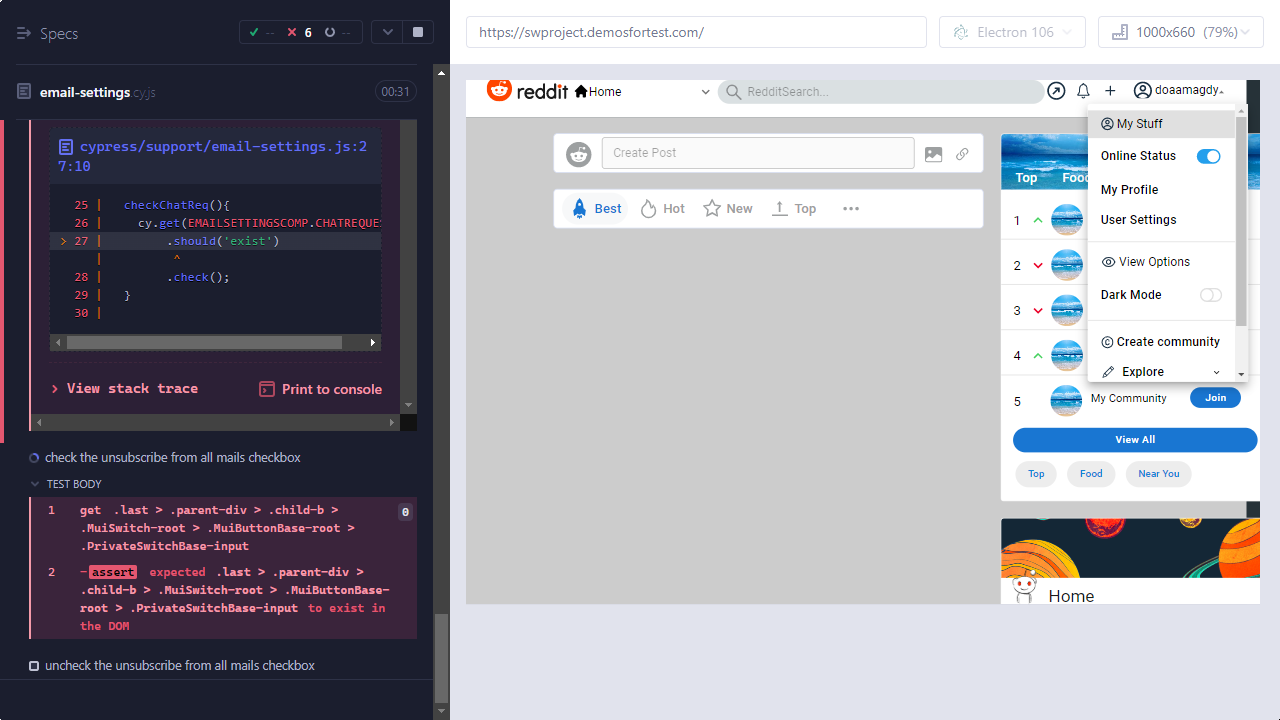 Specs
-- 6 --
email-settings.cy.js 00:31
cypress/support/email-settings.js:2
7:10
25 | checkChatReq(){
26 | cy.get(EMAILSETTINGSCOMP.CHATREQUES
> 27 | .should('exist')
| ^
28 | .check();
29 | }
30 |
View stack trace Print to console
check the unsubscribe from all mails checkbox
TEST BODY
1 get .last > .parent-div > .child-b > 0
.MuiSwitch-root > .MuiButtonBase-root >
.PrivateSwitchBase-input
2 -assert expected .last > .parent-div >
.child-b > .MuiSwitch-root > .MuiButtonBase-
root > .PrivateSwitchBase-input to exist in
the DOM
uncheck the unsubscribe from all mails checkbox
https://swproject.demosfortest.com/
Electron 106
1000x660 (79%)
reddit Home
RedditSearch...
doaamagdy
Create Post
Best Hot New Top
Top Food
1
2
3
4
5 My Community Join
View All
Top Food Near You
Home
My Stuff
Online Status
My Profile
User Settings
View Options
Dark Mode
Create community
Explore